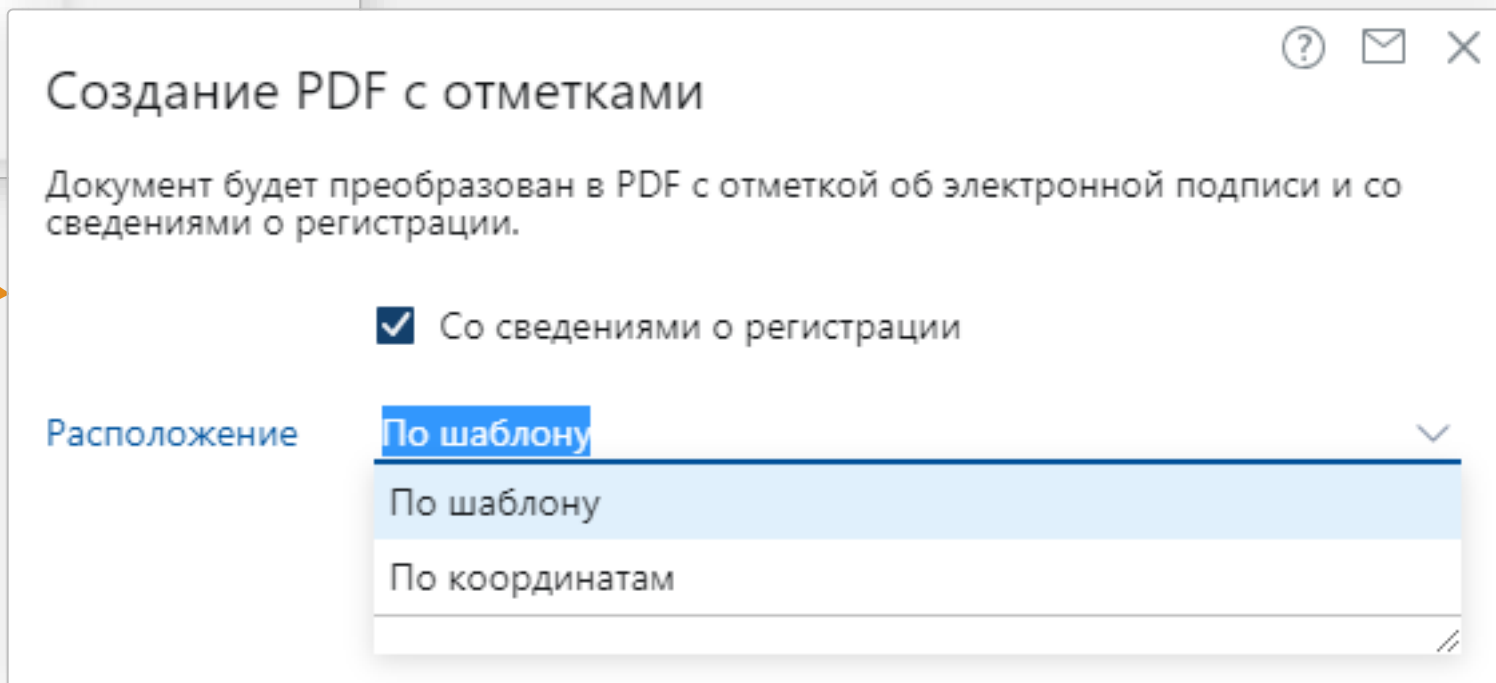 Создание PDF с отметками
Документ будет преобразован в PDF с отметкой об электронной подписи и со
сведениями о регистрации.
Со сведениями о регистрации
Расположение По шаблону
По шаблону
По координатам